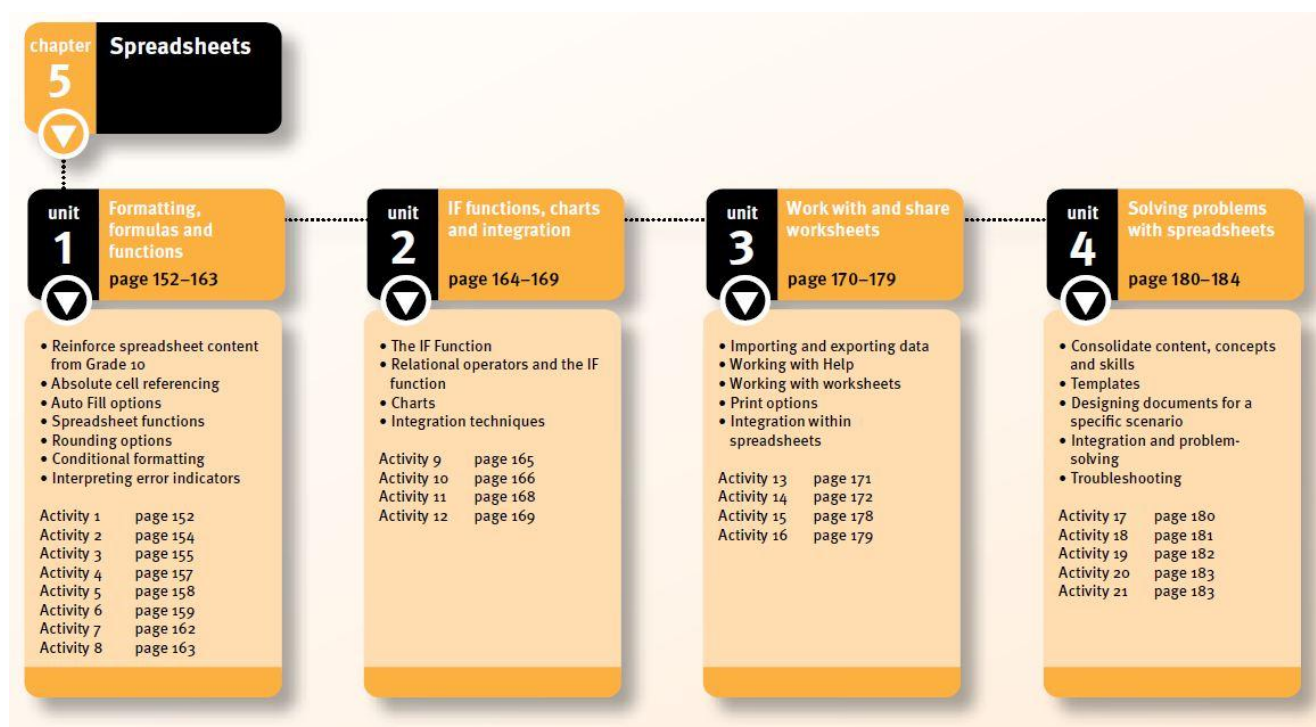 chapter
5
Spreadsheets
unit
1
Formatting,
formulas and
functions
page 152–163
• Reinforce spreadsheet content
from Grade 10
• Absolute cell referencing
• Auto Fill options
• Spreadsheet functions
• Rounding options
• Conditional formatting
• Interpreting error indicators
Activity 1 page 152
Activity 2 page 154
Activity 3 page 155
Activity 4 page 157
Activity 5 page 158
Activity 6 page 159
Activity 7 page 162
Activity 8 page 163
unit
2
IF functions, charts
and integration
page 164–169
• The IF Function
• Relational operators and the IF
function
• Charts
• Integration techniques
Activity 9 page 165
Activity 10 page 166
Activity 11 page 168
Activity 12 page 169
unit
3
Work with and share
worksheets
page 170–179
• Importing and exporting data
• Working with Help
• Working with worksheets
• Print options
• Integration within
spreadsheets
Activity 13 page 171
Activity 14 page 172
Activity 15 page 178
Activity 16 page 179
unit
4
Solving problems
with spreadsheets
page 180–184
• Consolidate content, concepts
and skills
• Templates
• Designing documents for a
specific scenario
• Integration and problem-
solving
• Troubleshooting
Activity 17 page 180
Activity 18 page 181
Activity 19 page 182
Activity 20 page 183
Activity 21 page 183